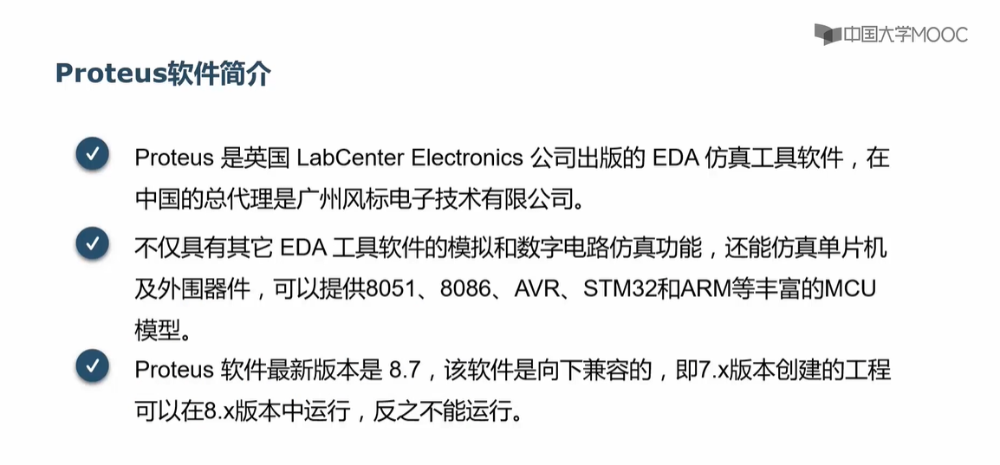 中国大学MOOC
Proteus软件简介
Proteus 是英国 LabCenter Electronics 公司出版的 EDA 仿真工具软件，在
中国的总代理是广州风标电子技术有限公司。
不仅具有其它 EDA 工具软件的模拟和数字电路仿真功能，还能仿真单片机
及外围器件，可以提供8051、8086、AVR、STM32和ARM等丰富的MCU
模型。
Proteus 软件最新版本是 8.7，该软件是向下兼容的，即7.x版本创建的工程
可以在8.x版本中运行，反之不能运行。